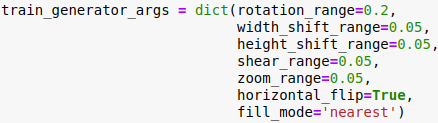 train_generator_args = dict(rotation_range=0.2,
                            width_shift_range=0.05,
                            height_shift_range=0.05,
                            shear_range=0.05,
                            zoom_range=0.05,
                            horizontal_flip=True,
                            fill_mode='nearest')